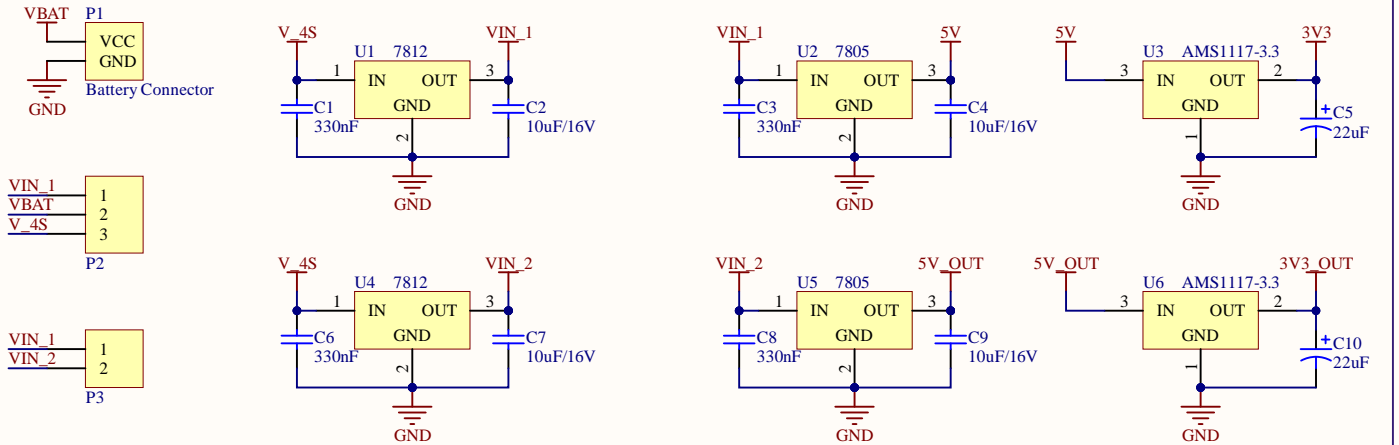 VBAT
P1
VCC
GND
Battery Connector
GND
VIN_1
1
VBAT
2
V_4S
3
P2
VIN_1
1
VIN_2
2
P3
V_4S
VIN_1
U1 7812
1 IN OUT 3
GND
2
C1
330nF
C2
10uF/16V
GND
VIN_1
5V
U2 7805
1 IN OUT 3
GND
2
C3
330nF
C4
10uF/16V
GND
5V
3V3
U3 AMS1117-3.3
3 IN OUT 2
GND
1
+
C5
22uF
GND
V_4S
VIN_2
U4 7812
1 IN OUT 3
GND
2
C6
330nF
C7
10uF/16V
GND
VIN_2
5V_OUT
U5 7805
1 IN OUT 3
GND
2
C8
330nF
C9
10uF/16V
GND
5V_OUT
3V3_OUT
U6 AMS1117-3.3
3 IN OUT 2
GND
1
+
C10
22uF
GND